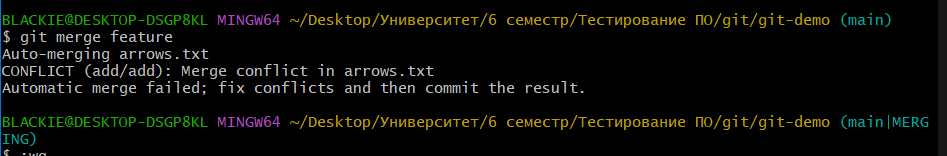 BLACKIE@DESKTOP-DSGP8KL MINGW64 ~/Desktop/Университет/6 семестр/Тестирование ПО/git/git-demo (main)
$ git merge feature
Auto-merging arrows.txt
CONFLICT (add/add): Merge conflict in arrows.txt
Automatic merge failed; fix conflicts and then commit the result.
BLACKIE@DESKTOP-DSGP8KL MINGW64 ~/Desktop/Университет/6 семестр/Тестирование ПО/git/git-demo (main|MERG
ING)
$ :wq